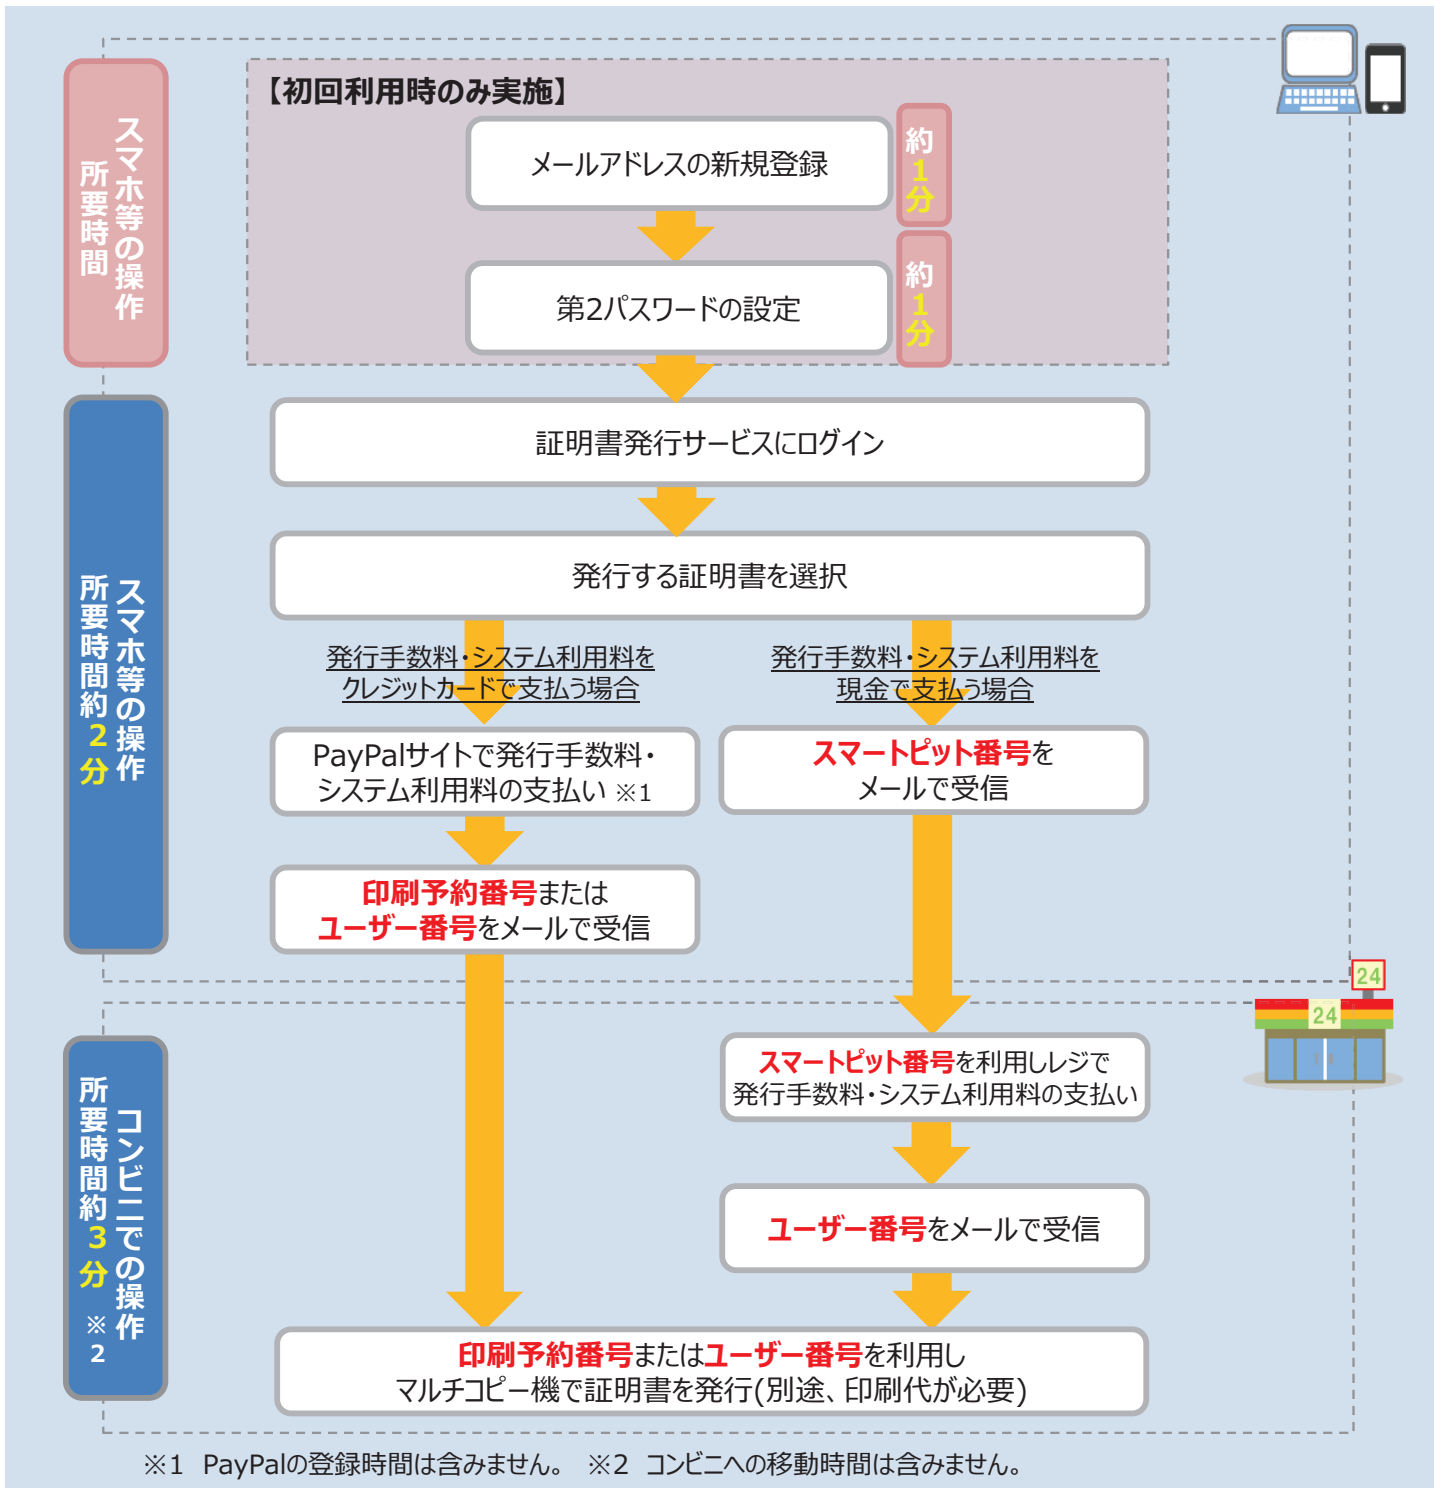 スマホ等の操作
所要時間
【初回利用時のみ実施】
メールアドレスの新規登録
約1分
第2パスワードの設定
約1分
スマホ等の操作
所要時間約2分
証明書発行サービスにログイン
発行する証明書を選択
発行手数料・システム利用料を
クレジットカードで支払う場合
発行手数料・システム利用料を
現金で支払う場合
PayPalサイトで発行手数料・
システム利用料の支払い ※1
スマートピット番号を
メールで受信
印刷予約番号または
ユーザー番号をメールで受信
24
24
コンビニでの操作
所要時間約3分 ※2
スマートピット番号を利用しレジで
発行手数料・システム利用料の支払い
ユーザー番号をメールで受信
印刷予約番号またはユーザー番号を利用し
マルチコピー機で証明書を発行(別途、印刷代が必要)
※1 PayPalの登録時間は含みません。 ※2 コンビニへの移動時間は含みません。